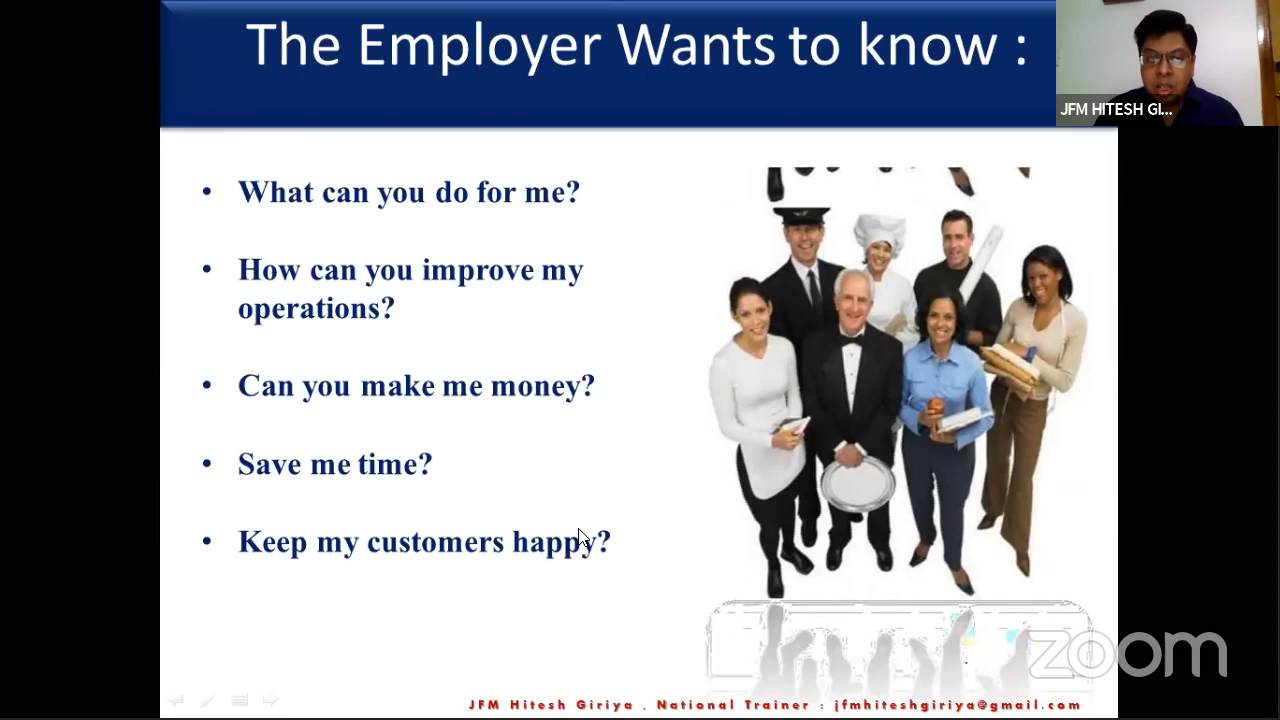 The Employer Wants to know :
JFM HITESH GI...
• What can you do for me?
• How can you improve my
operations?
• Can you make me money?
• Save me time?
• Keep my customers happy?
zoom
JFM Hitesh Giriya , National Trainer : jfmhiteshgiriya@gmail.com